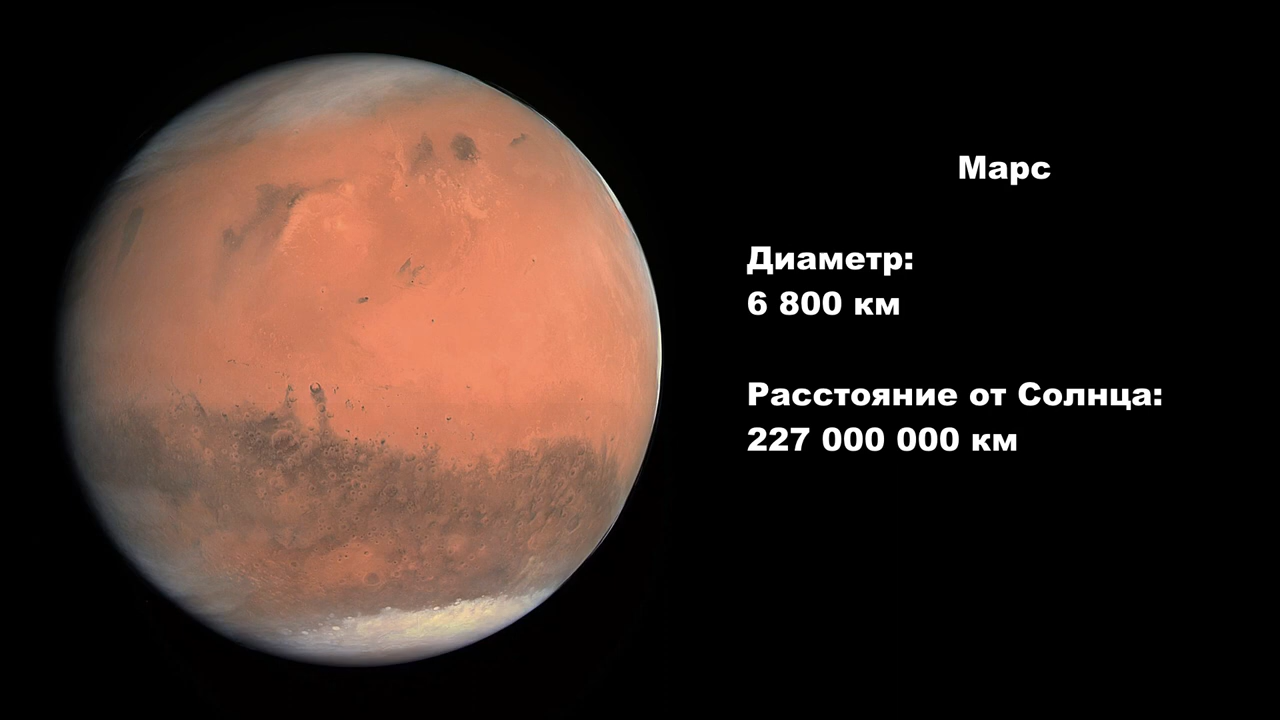 Марс
Диаметр:
6 800 км
Расстояние от Солнца:
227 000 000 км